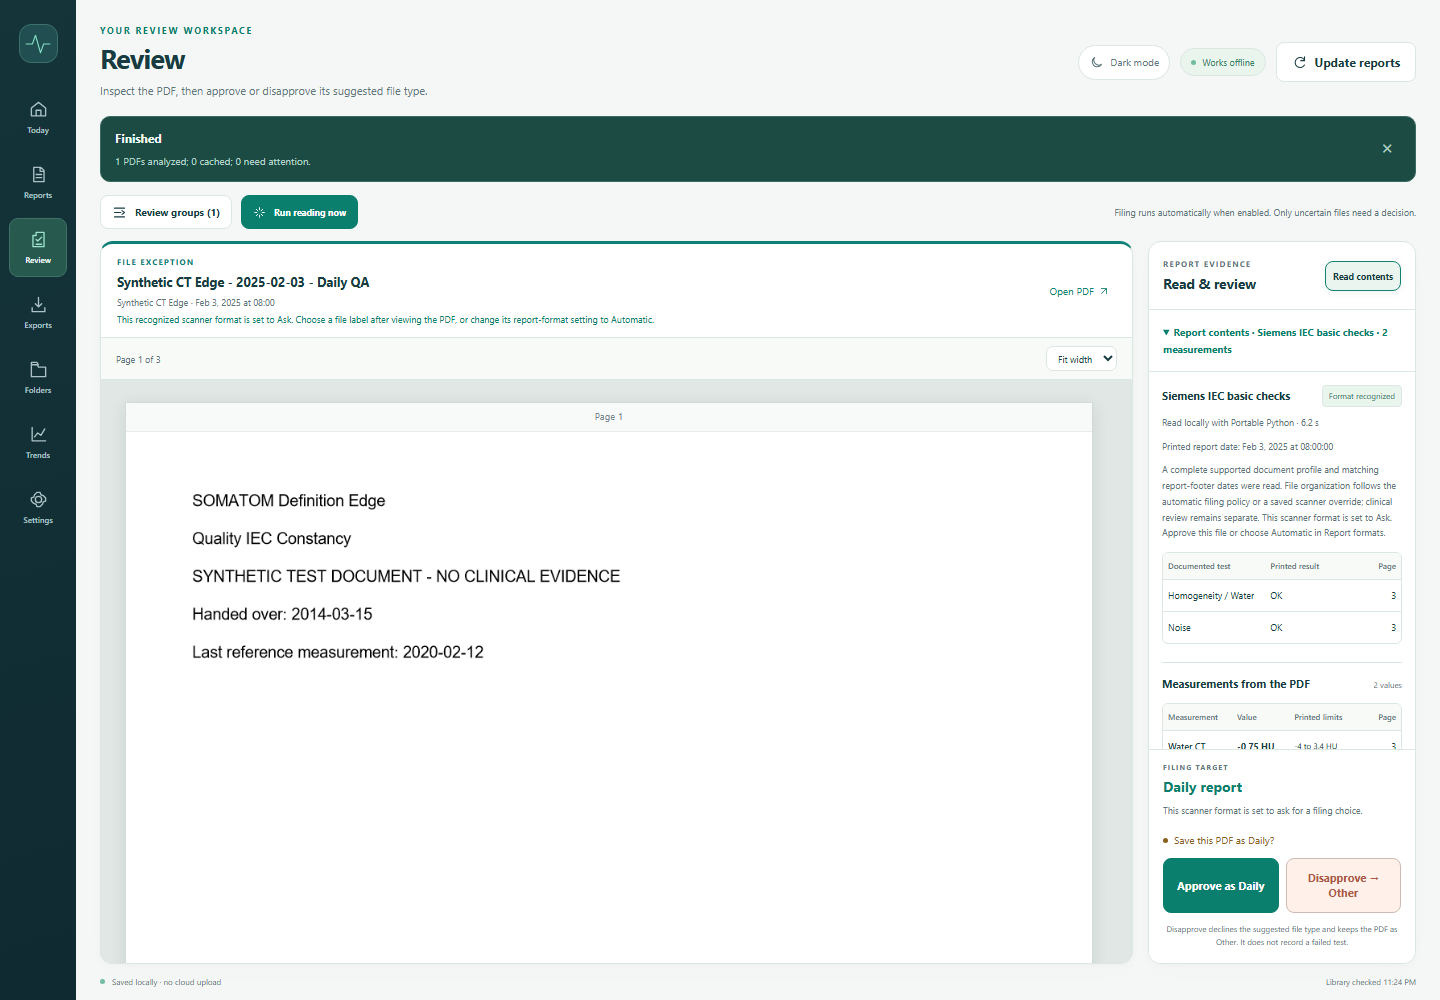 YOUR REVIEW WORKSPACE
Review
Inspect the PDF, then approve or disapprove its suggested file type.
Dark mode
Works offline
Update reports
Today
Reports
Review
Exports
Folders
Trends
Settings
Finished
1 PDFs analyzed; 0 cached; 0 need attention.
Review groups (1)
Run reading now
Filing runs automatically when enabled. Only uncertain files need a decision.
FILE EXCEPTION
Synthetic CT Edge - 2025-02-03 - Daily QA
Synthetic CT Edge · Feb 3, 2025 at 08:00
This recognized scanner format is set to Ask. Choose a file label after viewing the PDF, or change its report-format setting to Automatic.
Open PDF
Page 1 of 3
Fit width
Page 1
SOMATOM Definition Edge
Quality IEC Constancy
SYNTHETIC TEST DOCUMENT - NO CLINICAL EVIDENCE
Handed over: 2014-03-15
Last reference measurement: 2020-02-12
REPORT EVIDENCE
Read & review
Read contents
▼ Report contents · Siemens IEC basic checks · 2
measurements
Siemens IEC basic checks
Format recognized
Read locally with Portable Python · 6.2 s
Printed report date: Feb 3, 2025 at 08:00:00
A complete supported document profile and matching
report-footer dates were read. File organization follows the
automatic filing policy or a saved scanner override; clinical
review remains separate. This scanner format is set to Ask.
Approve this file or choose Automatic in Report formats.
Documented test Printed result Page
Homogeneity / Water OK 3
Noise OK 3
Measurements from the PDF
2 values
Measurement Value Printed limits Page
Water CT -0.75 HU -4 to 3.4 HU 3
FILING TARGET
Daily report
This scanner format is set to ask for a filing choice.
Save this PDF as Daily?
Approve as Daily
Disapprove →
Other
Disapprove declines the suggested file type and keeps the PDF as
Other. It does not record a failed test.
Saved locally · no cloud upload
Library checked 11:24 PM